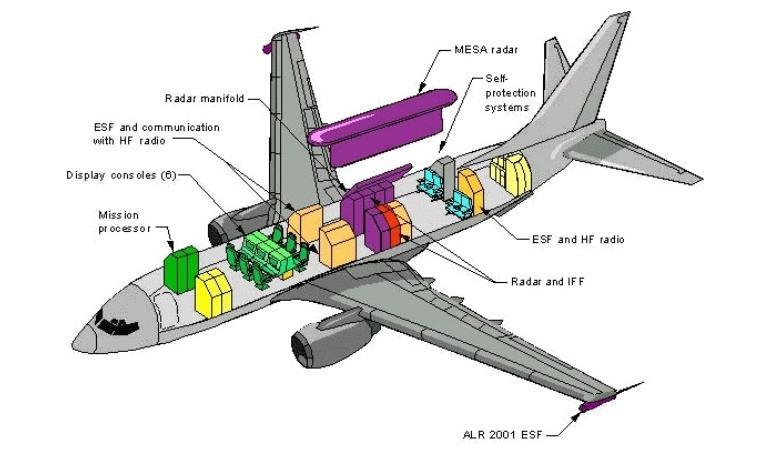 MESA radar
Self-
protection
systems
Radar manifold
ESF and communication
with HF radio
Display consoles (6)
Mission
processor
ESF and HF radio
Radar and IFF
ALR 2001 ESF